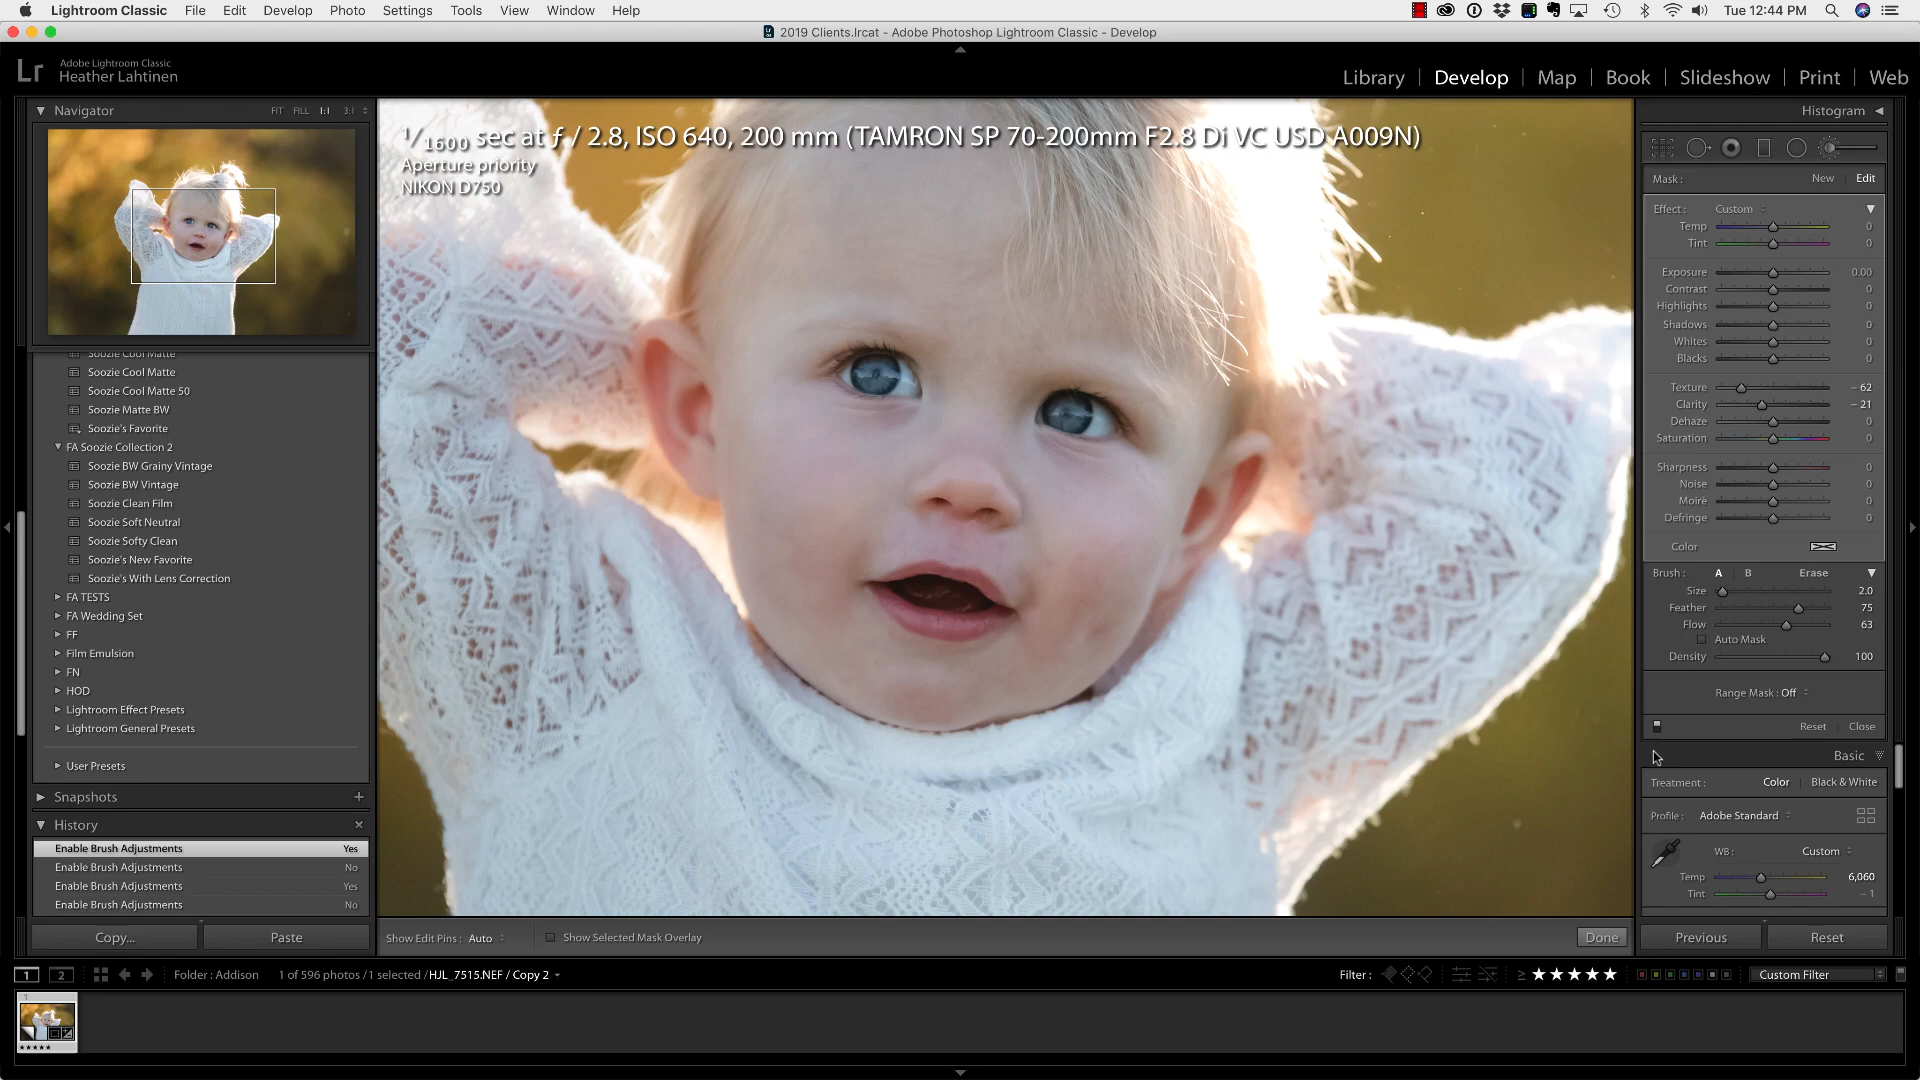 Lightroom Classic File Edit Develop Photo Settings Tools View Window Help Tue 12:44 PM
2019 Clients.lrcat - Adobe Photoshop Lightroom Classic - Develop
Lr
Adobe Lightroom Classic
Heather Lahtinen
Library Develop Map Book Slideshow Print Web
Navigator FIT FILL 1:1 3:1
Soozie Cool Matte
Soozie Cool Matte
Soozie Cool Matte 50
Soozie Matte BW
Soozie's Favorite
FA Soozie Collection 2
Soozie BW Grainy Vintage
Soozie BW Vintage
Soozie Clean Film
Soozie Soft Neutral
Soozie Softy Clean
Soozie's New Favorite
Soozie's With Lens Correction
FA TESTS
FA Wedding Set
FF
Film Emulsion
FN
HOD
Lightroom Effect Presets
Lightroom General Presets
User Presets
Snapshots +
History ×
Enable Brush Adjustments Yes
Enable Brush Adjustments No
Enable Brush Adjustments Yes
Enable Brush Adjustments No
Copy... Paste
1/1600 sec at ƒ / 2.8, ISO 640, 200 mm (TAMRON SP 70-200mm F2.8 Di VC USD A009N)
Aperture priority
NIKON D750
Show Edit Pins : Auto Show Selected Mask Overlay Done
Histogram
Mask : New Edit
Effect : Custom
Temp 0
Tint 0
Exposure 0.00
Contrast 0
Highlights 0
Shadows 0
Whites 0
Blacks 0
Texture – 62
Clarity – 21
Dehaze 0
Saturation 0
Sharpness 0
Noise 0
Moiré 0
Defringe 0
Color
Brush : A B Erase
Size 2.0
Feather 75
Flow 63
Auto Mask
Density 100
Range Mask : Off
Reset Close
Basic
Treatment : Color Black & White
Profile : Adobe Standard
WB : Custom
Temp 6,060
Tint – 1
Previous Reset
1 2 Folder : Addison 1 of 596 photos / 1 selected / HJL_7515.NEF / Copy 2 Filter : ≥ ★★★★★ Custom Filter
1
★★★★★